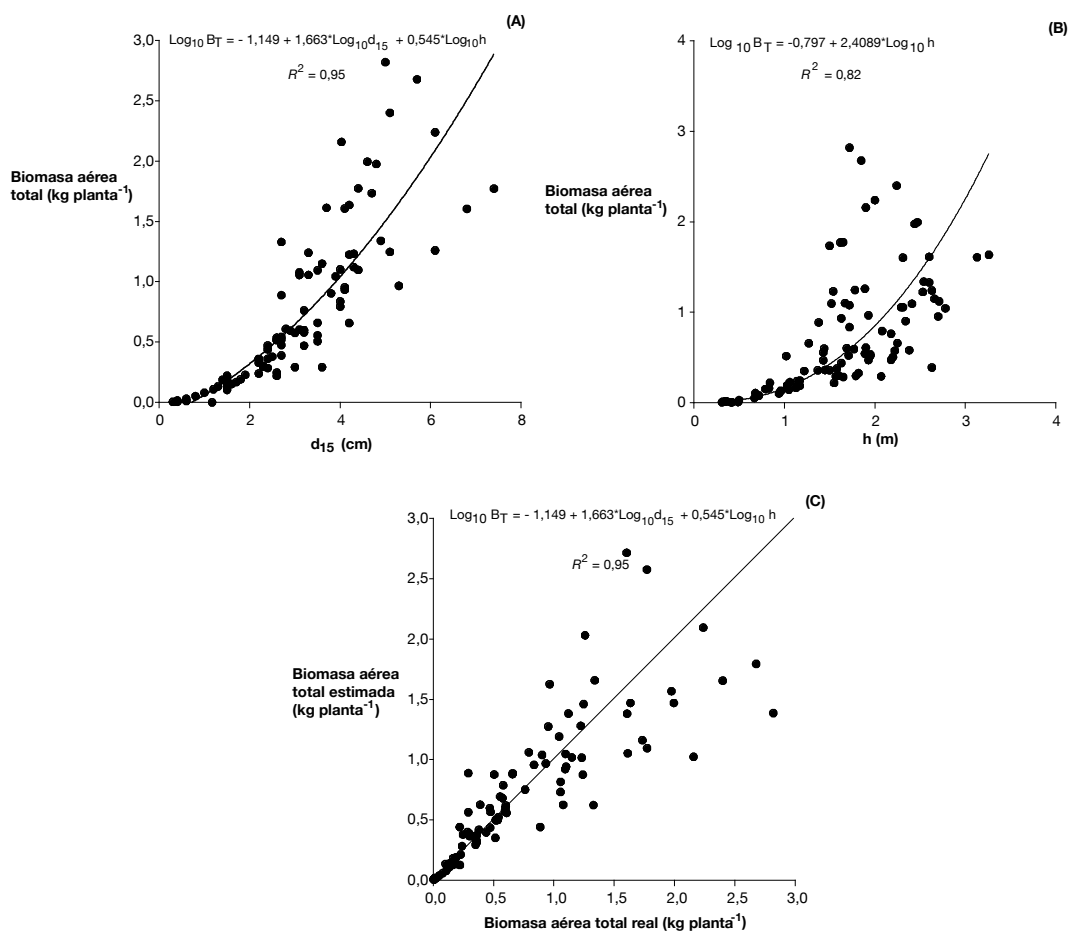 (A)
Log10 BT = - 1,149 + 1,663*Log10d15 + 0,545*Log10h
R2 = 0,95
3,0
2,5
2,0
1,5
1,0
0,5
0,0
Biomasa aérea
total (kg planta-1)
0 2 4 6 8
d15 (cm)
(B)
Log 10 BT = -0,797 + 2,4089*Log10 h
R2 = 0,82
4
3
2
1
0
Biomasa aérea
total (kg planta-1)
0 1 2 3 4
h (m)
(C)
Log10 BT = - 1,149 + 1,663*Log10d15 + 0,545*Log10 h
R2 = 0,95
3,0
2,5
2,0
1,5
1,0
0,5
0,0
Biomasa aérea
total estimada
(kg planta-1)
0,0 0,5 1,0 1,5 2,0 2,5 3,0
Biomasa aérea total real (kg planta-1)